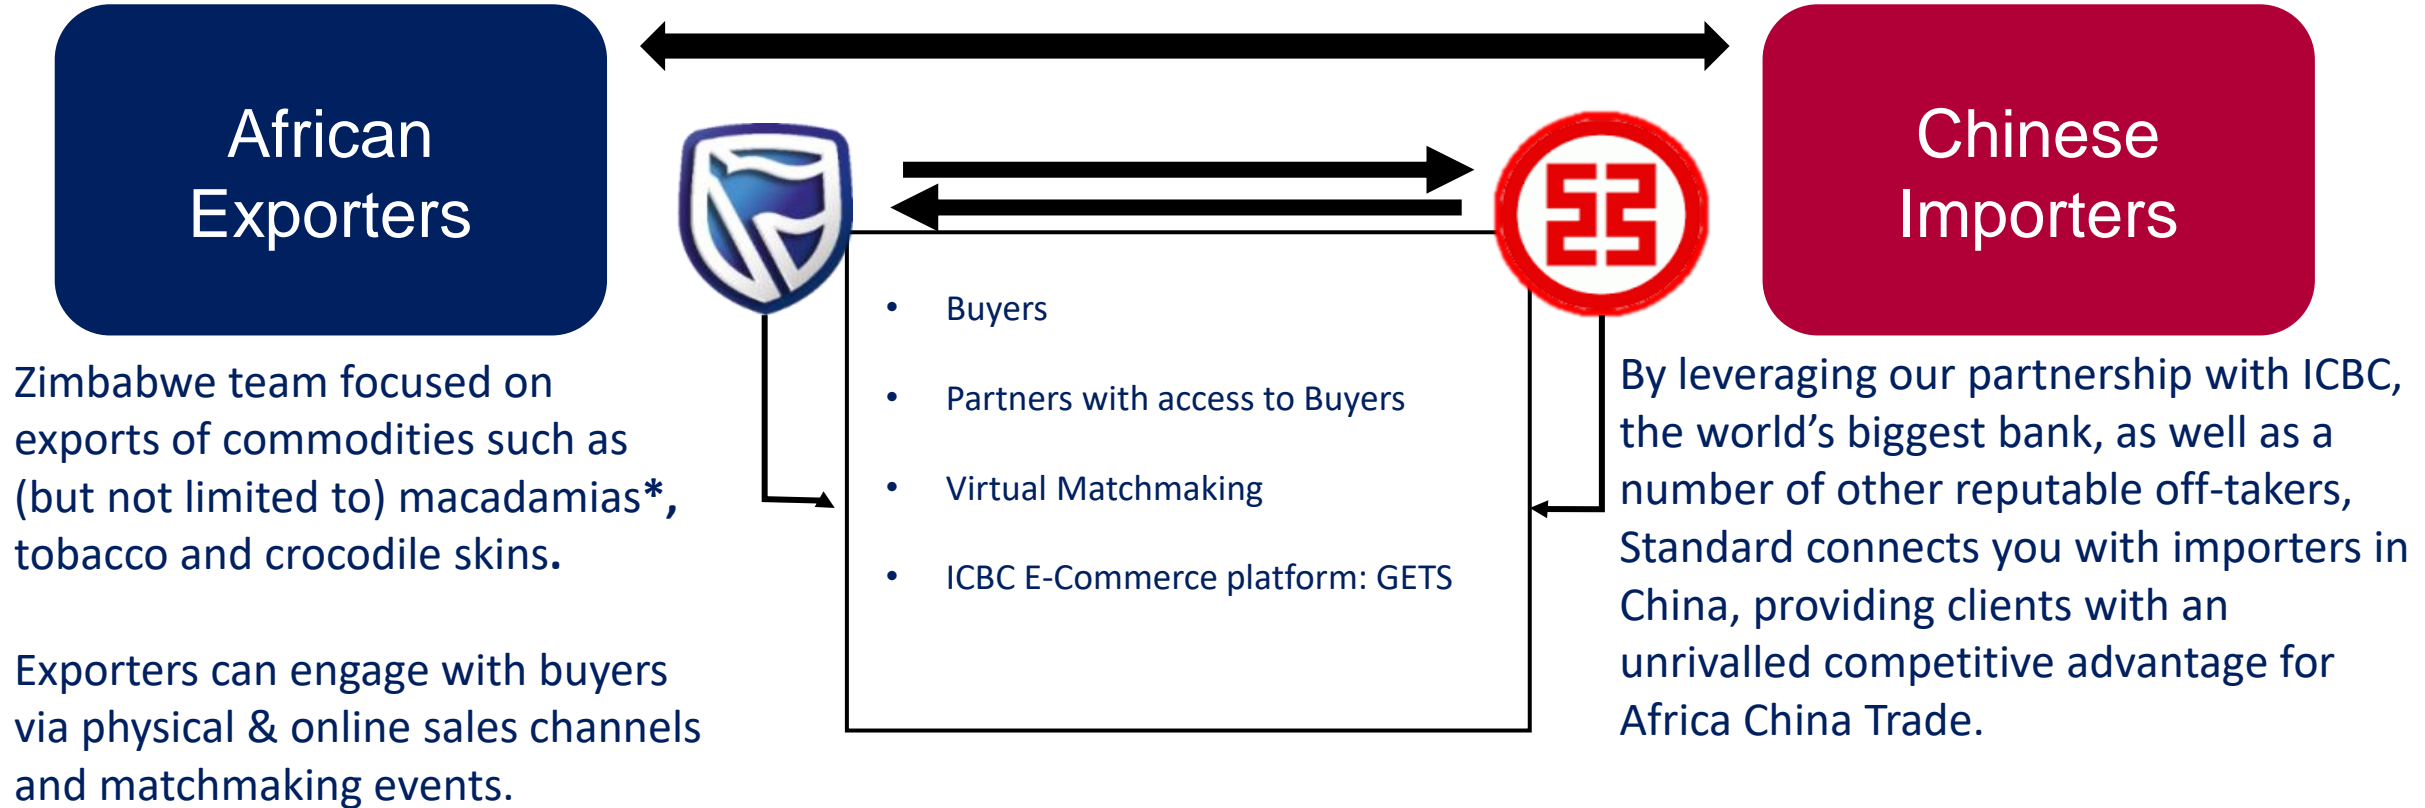 African
Exporters
Chinese
Importers
Zimbabwe team focused on
exports of commodities such as
(but not limited to) macadamias*,
tobacco and crocodile skins.
Exporters can engage with buyers
via physical & online sales channels
and matchmaking events.
• Buyers
• Partners with access to Buyers
• Virtual Matchmaking
• ICBC E-Commerce platform: GETS
By leveraging our partnership with ICBC,
the world’s biggest bank, as well as a
number of other reputable off-takers,
Standard connects you with importers in
China, providing clients with an
unrivalled competitive advantage for
Africa China Trade.